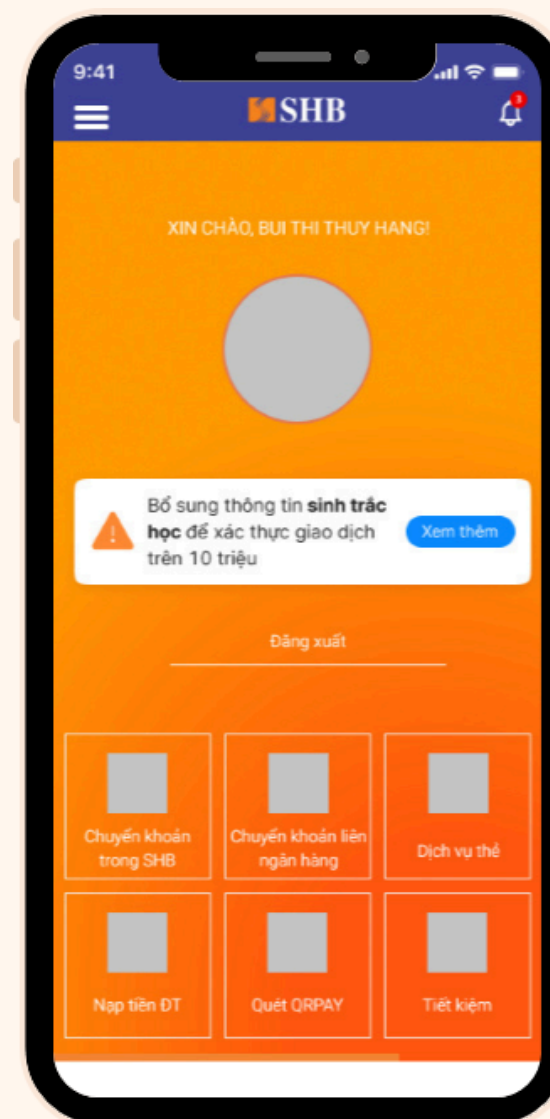 9:41
SHB
3
XIN CHÀO, BUI THI THUY HANG!
Bổ sung thông tin sinh trắc
học để xác thực giao dịch
trên 10 triệu
Xem thêm
Đăng xuất
Chuyển khoản
trong SHB
Chuyển khoản liên
ngân hàng
Dịch vụ thẻ
Nạp tiền ĐT
Quét QRPAY
Tiết kiệm